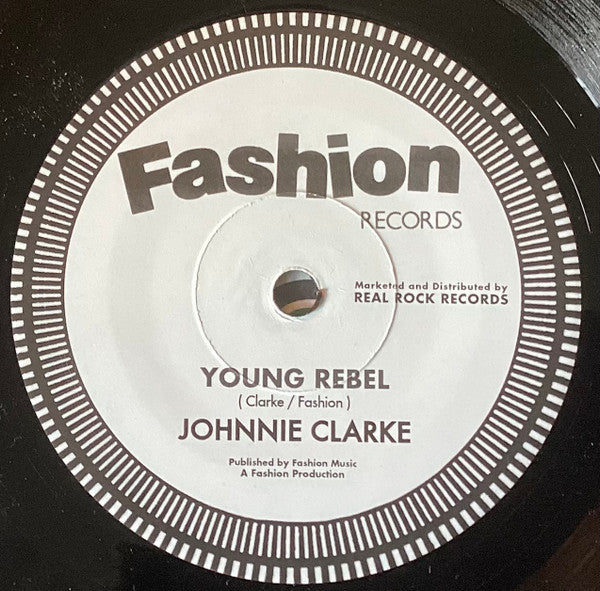 Fashion
RECORDS
Marketed and Distributed by
REAL ROCK RECORDS
YOUNG REBEL
( Clarke / Fashion )
JOHNNIE CLARKE
Published by Fashion Music
A Fashion Production